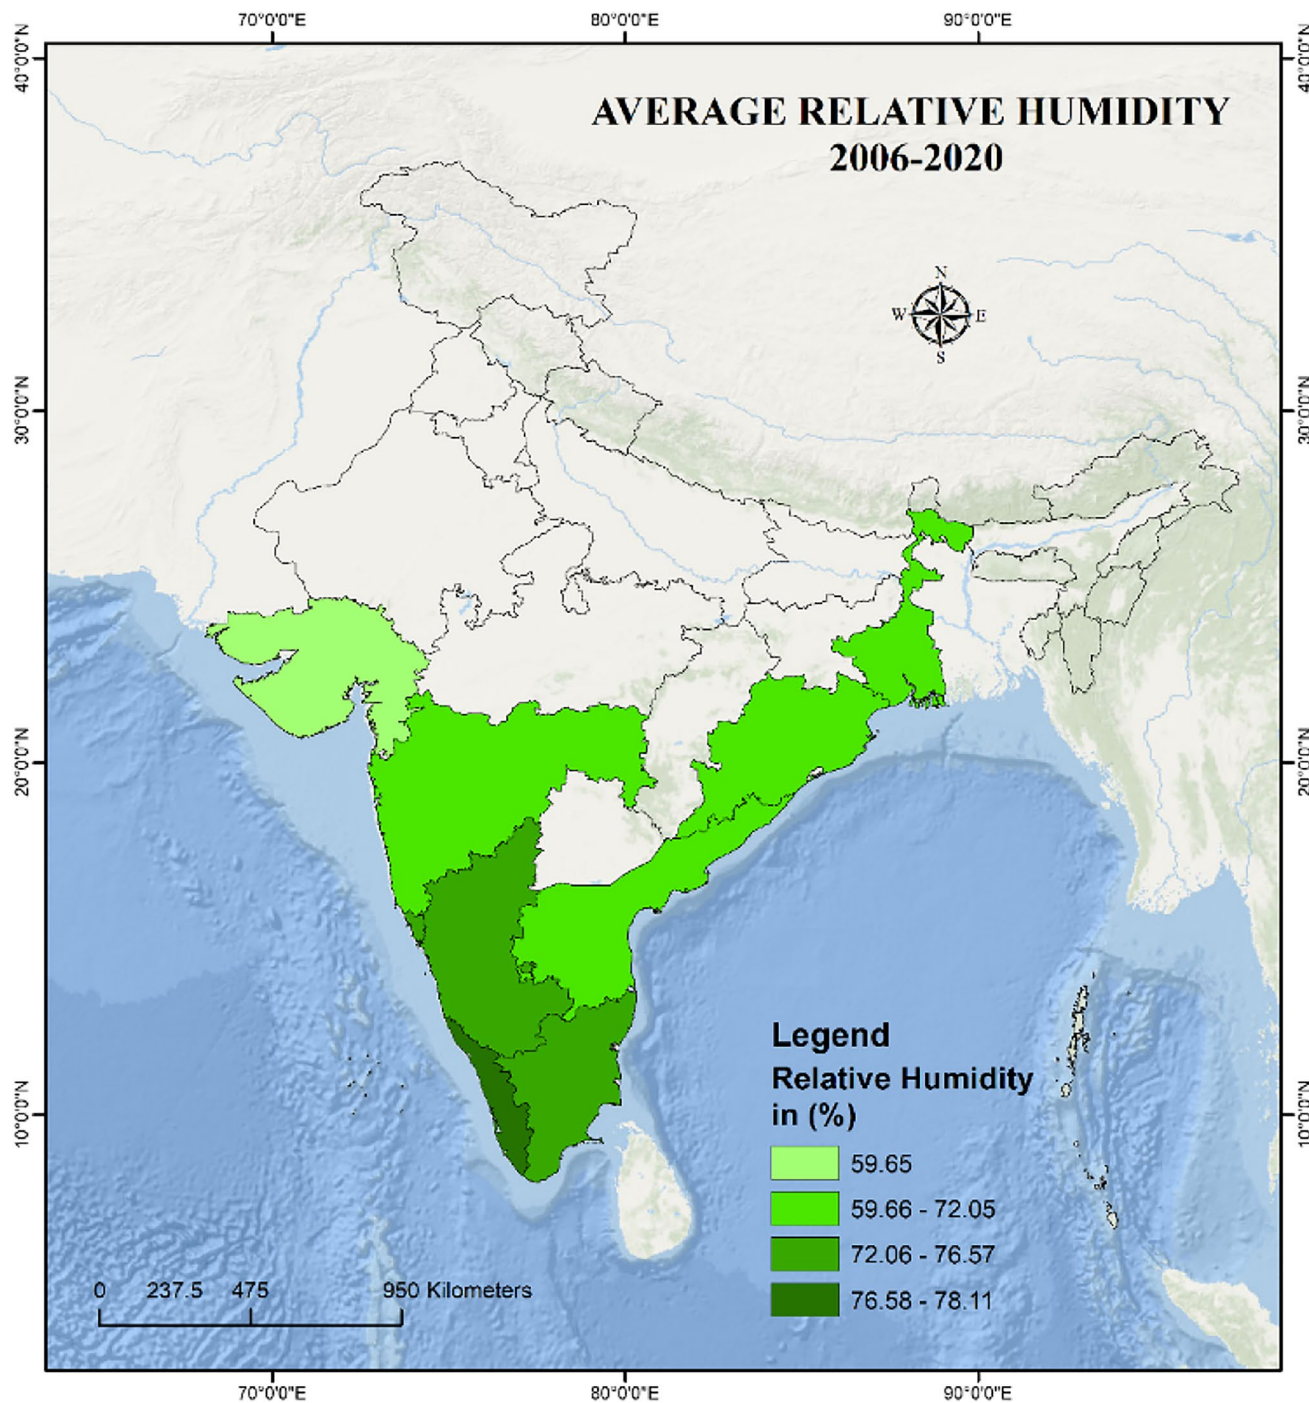 70°0'0"E 80°0'0"E 90°0'0"E
40°0'0"N 40°0'0"N
AVERAGE RELATIVE HUMIDITY
2006-2020
N
W E
S
30°0'0"N 30°0'0"N
20°0'0"N 20°0'0"N
Legend
Relative Humidity
in (%)
10°0'0"N 10°0'0"N
59.65
59.66 - 72.05
72.06 - 76.57
76.58 - 78.11
0 237.5 475 950 Kilometers
70°0'0"E 80°0'0"E 90°0'0"E